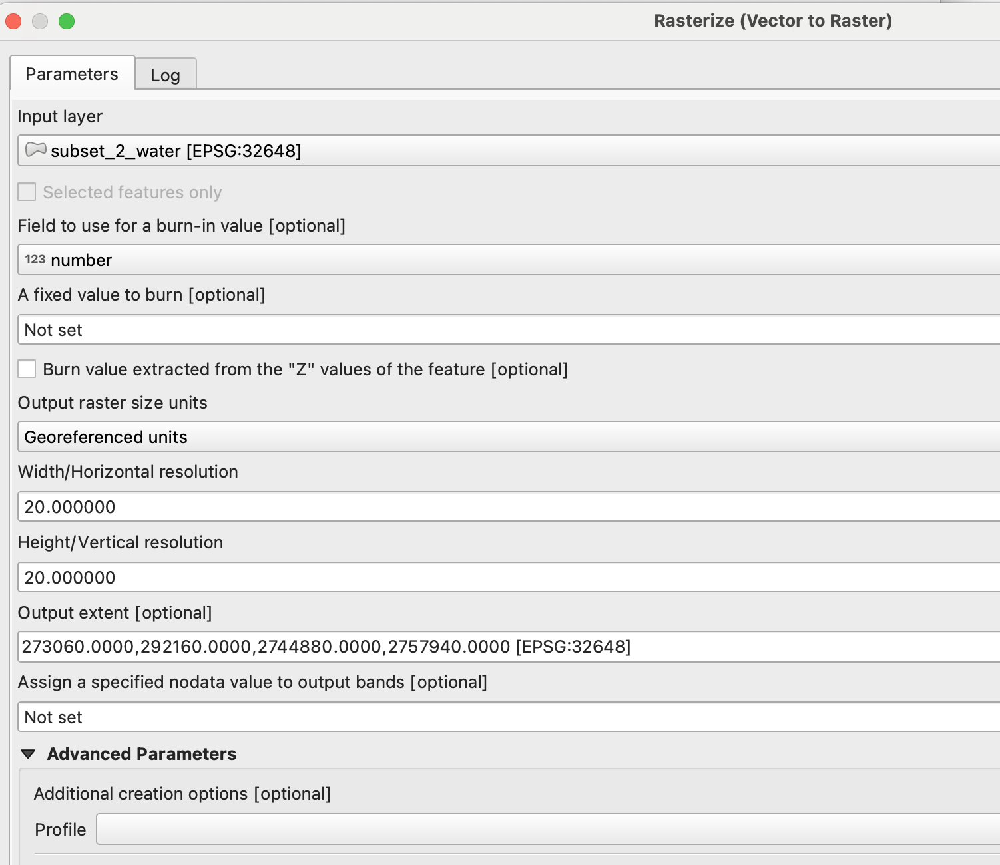 Rasterize (Vector to Raster)
Parameters
Log
Input layer
subset_2_water [EPSG:32648]
Selected features only
Field to use for a burn-in value [optional]
123 number
A fixed value to burn [optional]
Not set
Burn value extracted from the "Z" values of the feature [optional]
Output raster size units
Georeferenced units
Width/Horizontal resolution
20.000000
Height/Vertical resolution
20.000000
Output extent [optional]
273060.0000,292160.0000,2744880.0000,2757940.0000 [EPSG:32648]
Assign a specified nodata value to output bands [optional]
Not set
Advanced Parameters
Additional creation options [optional]
Profile